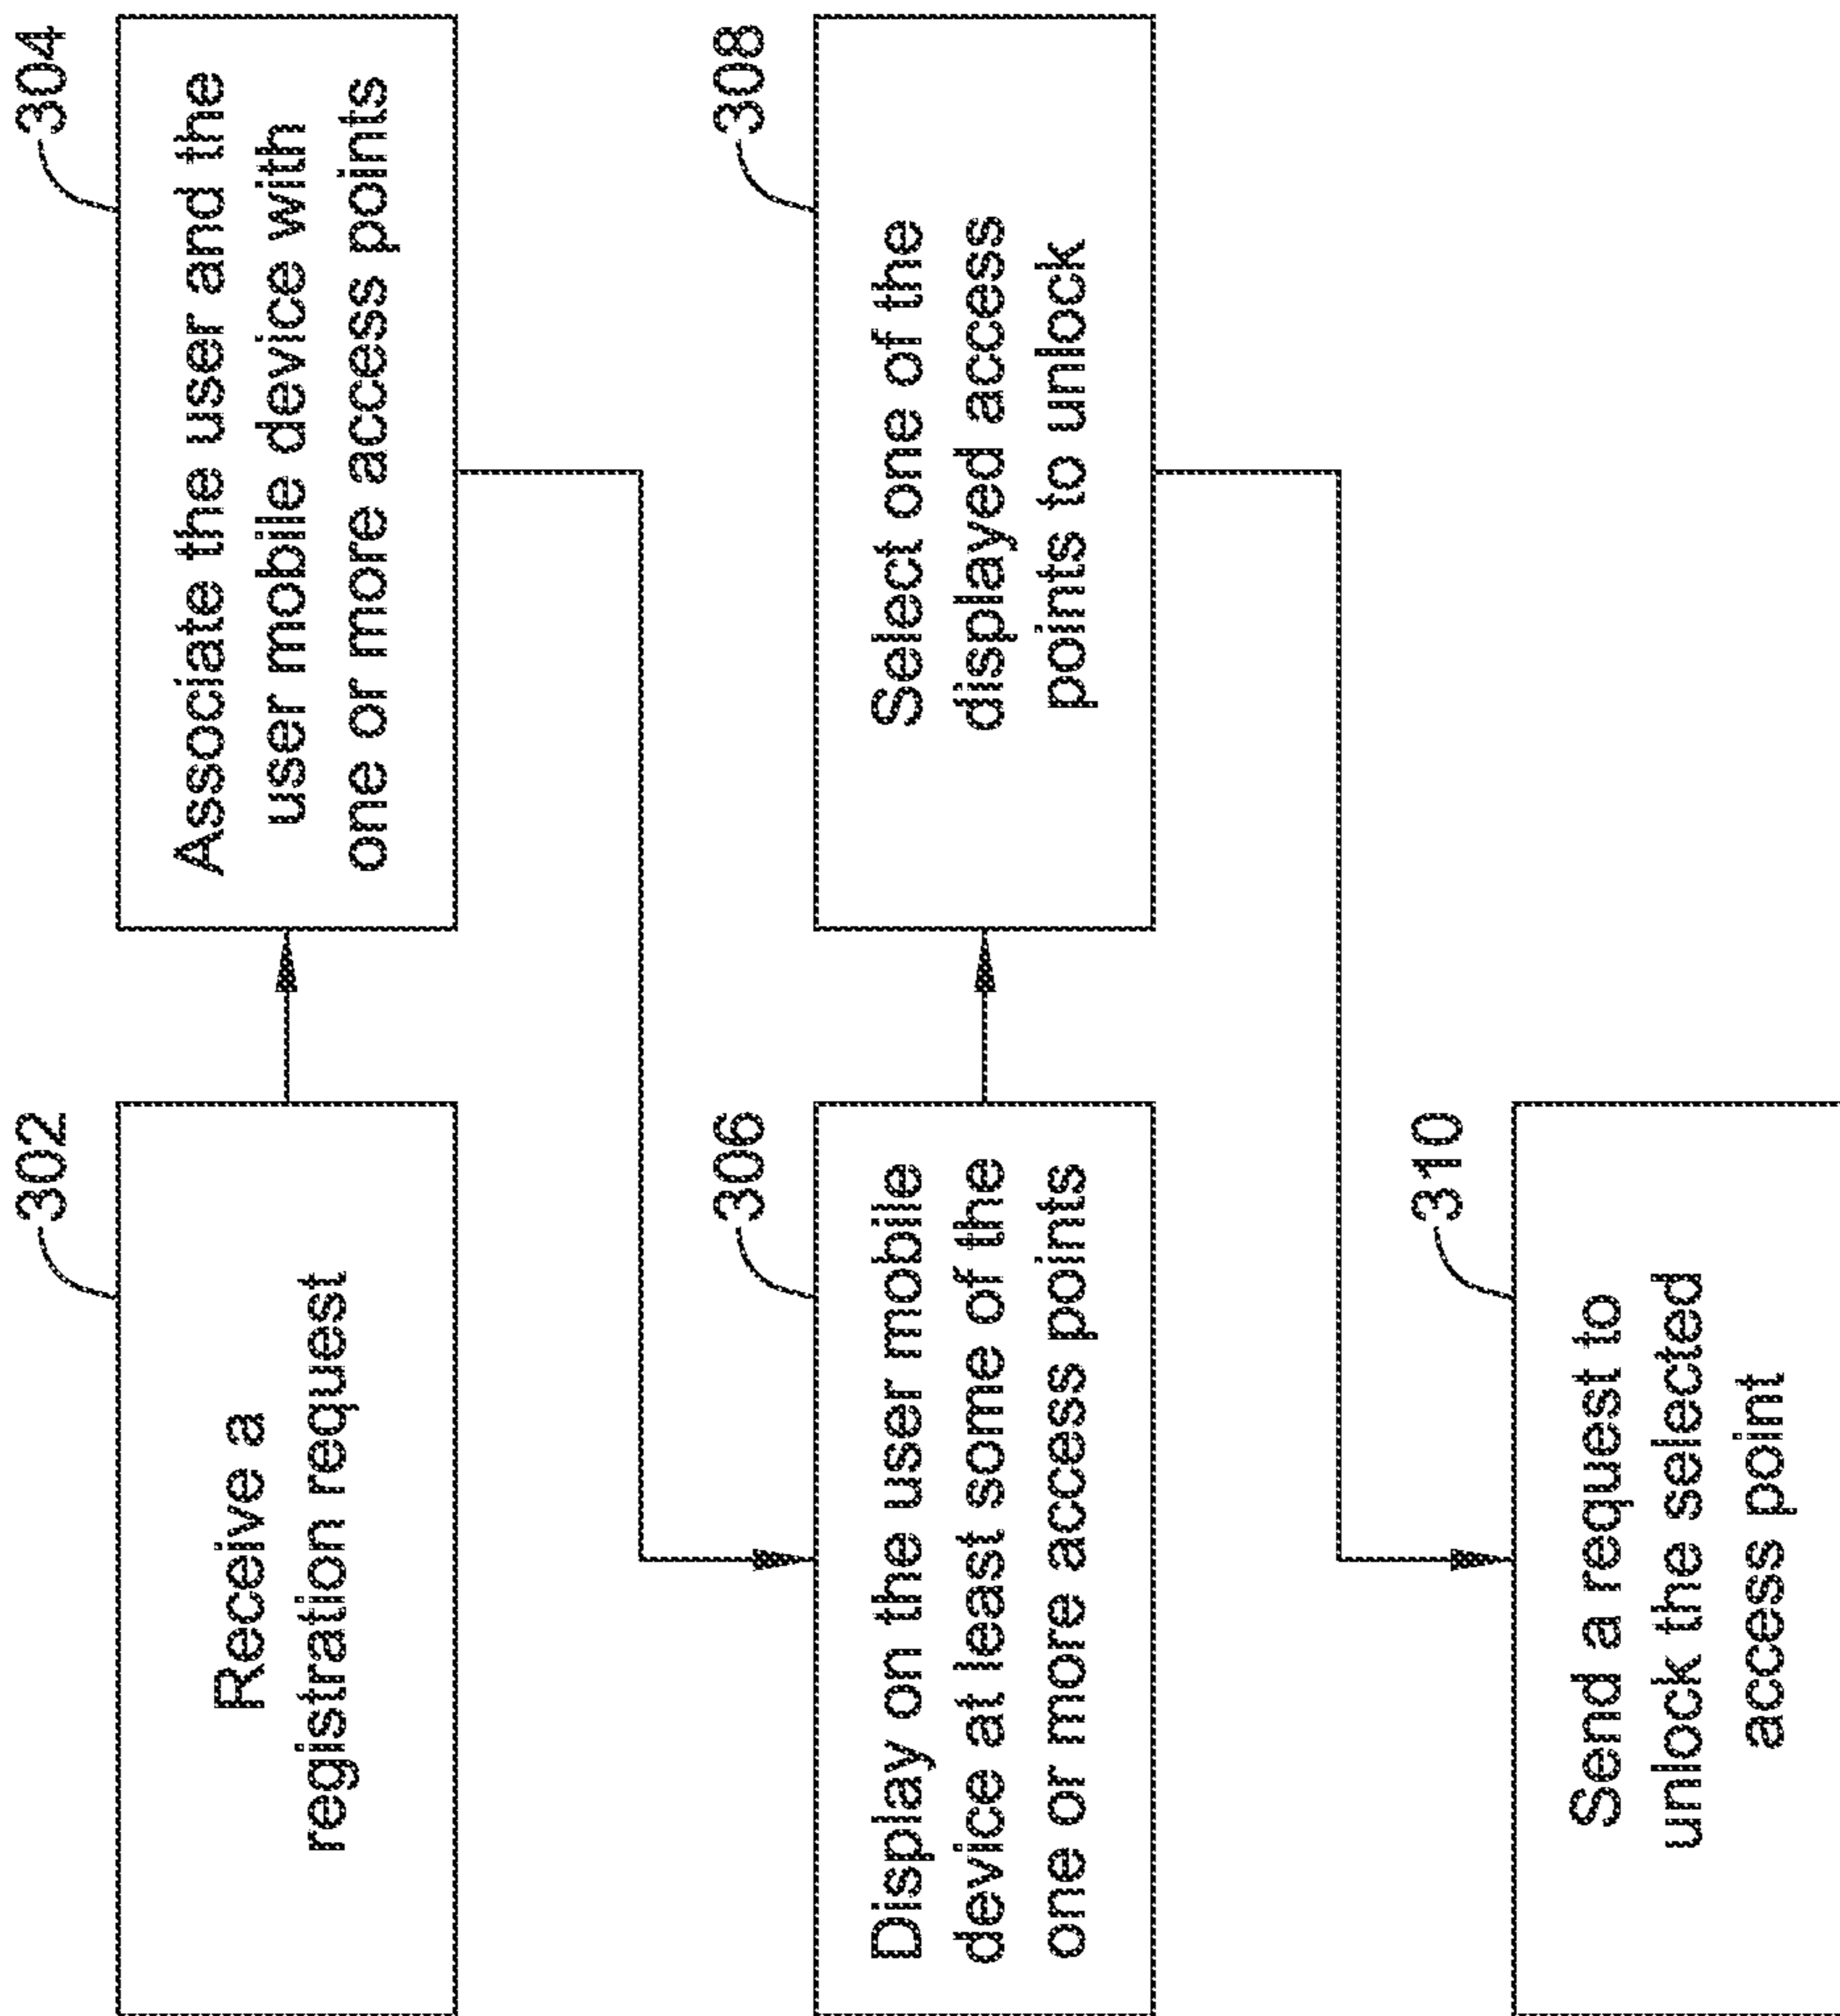 302
Receive a
registration request
304
Associate the user and the
user mobile device with
one or more access points
306
Display on the user mobile
device at least some of the
one or more access points
308
Select one of the
displayed access
points to unlock
310
Send a request to
unlock the selected
access point